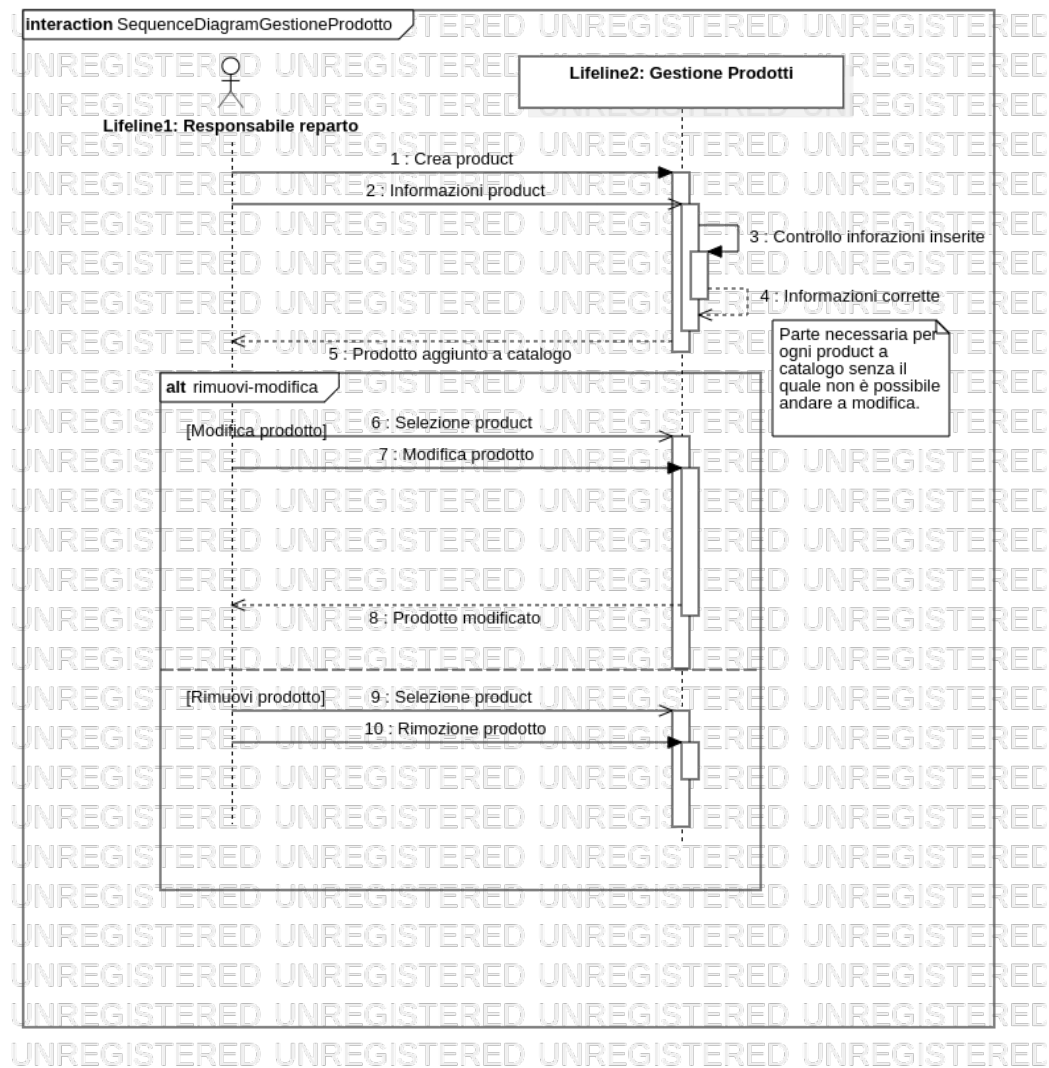 interaction SequenceDiagramGestioneProdotto
Lifeline2: Gestione Prodotti
Lifeline1: Responsabile reparto
1 : Crea product
2 : Informazioni product
3 : Controllo inforazioni inserite
4 : Informazioni corrette
Parte necessaria per
ogni product a
catalogo senza il
quale non è possibile
andare a modifica.
5 : Prodotto aggiunto a catalogo
alt rimuovi-modifica
[Modifica prodotto]
6 : Selezione product
7 : Modifica prodotto
8 : Prodotto modificato
[Rimuovi prodotto]
9 : Selezione product
10 : Rimozione prodotto
UNREGISTERED UNREGISTERED UNREGISTERED UNREGISTERED